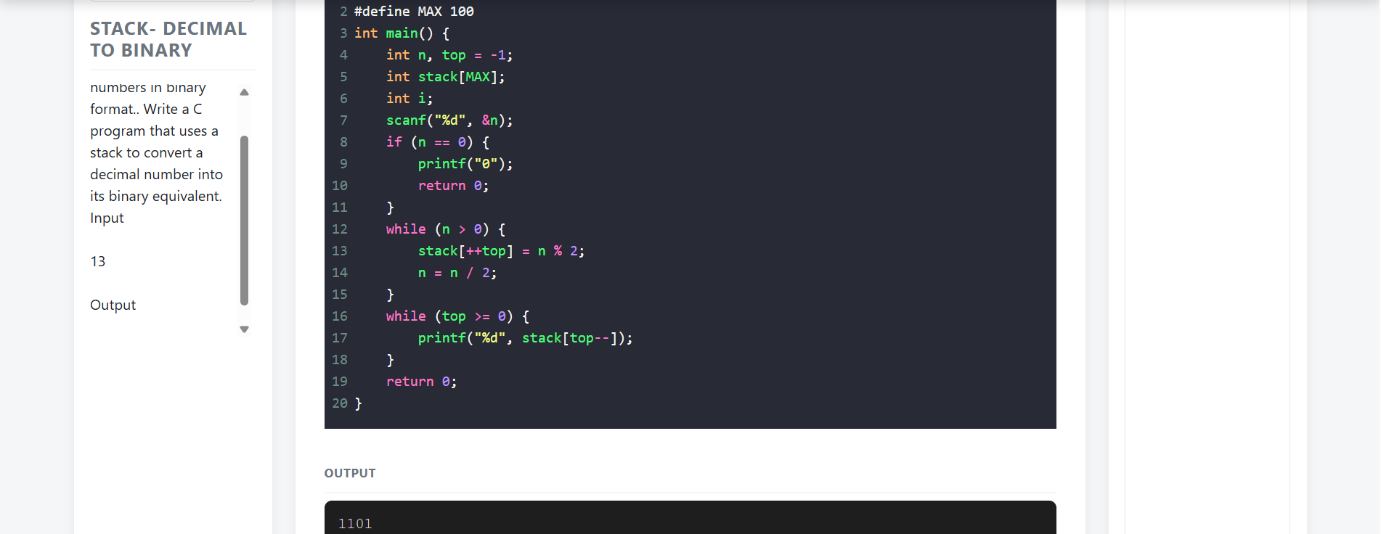 STACK- DECIMAL
TO BINARY
numbers in binary
format.. Write a C
program that uses a
stack to convert a
decimal number into
its binary equivalent.
Input
13
Output
2 #define MAX 100
3 int main() {
4     int n, top = -1;
5     int stack[MAX];
6     int i;
7     scanf("%d", &n);
8     if (n == 0) {
9         printf("0");
10         return 0;
11     }
12     while (n > 0) {
13         stack[++top] = n % 2;
14         n = n / 2;
15     }
16     while (top >= 0) {
17         printf("%d", stack[top--]);
18     }
19     return 0;
20 }
OUTPUT
1101